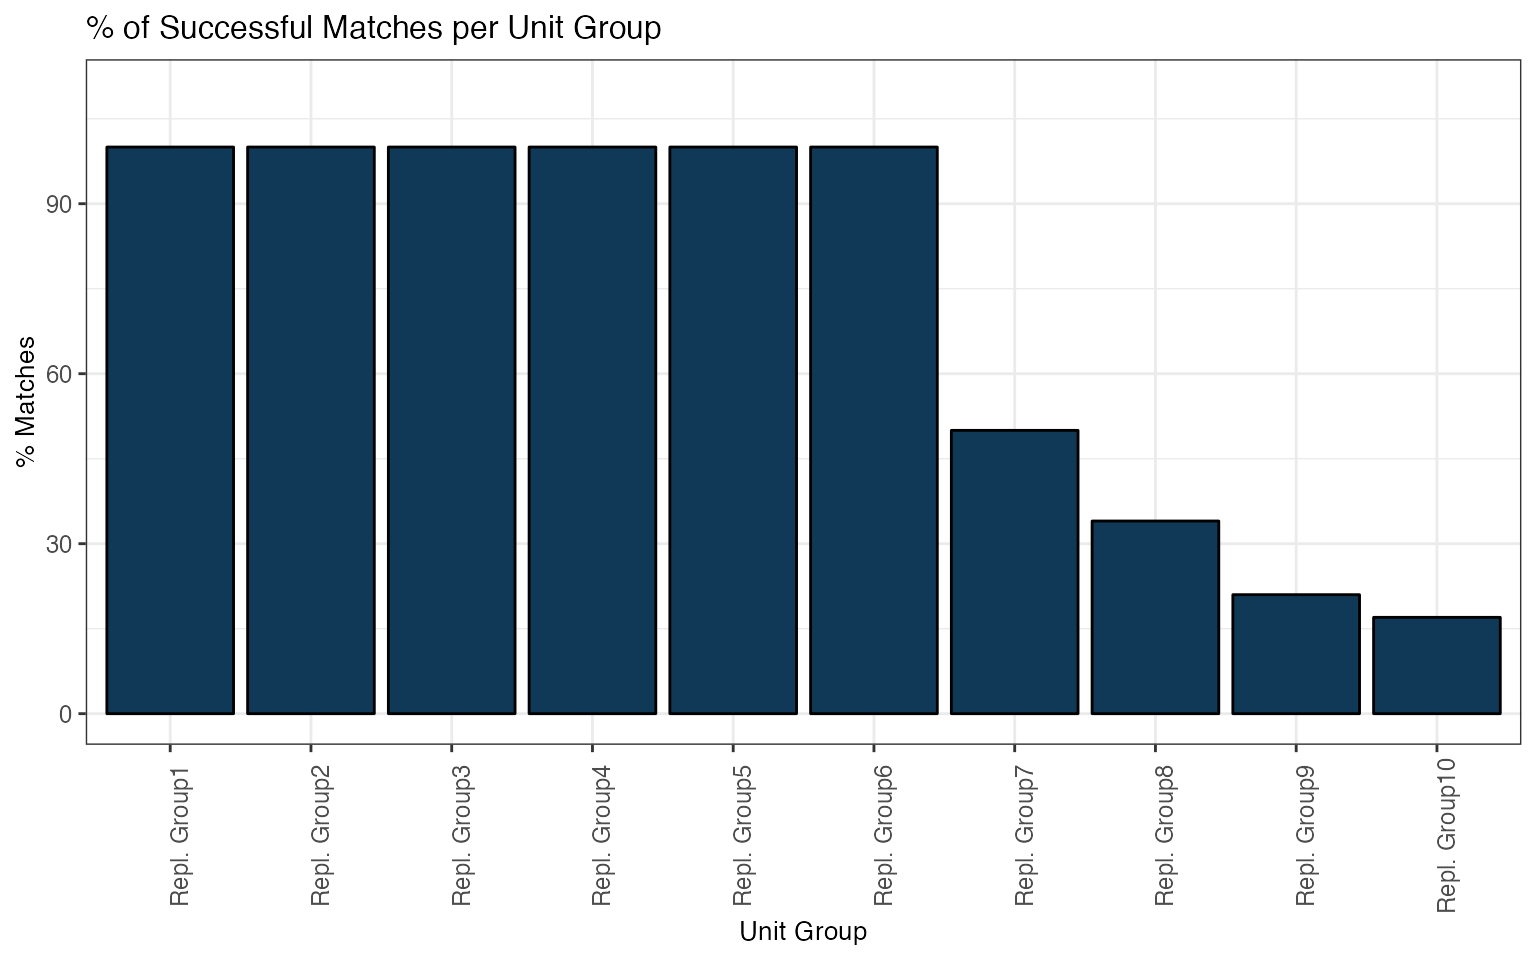 % of Successful Matches per Unit Group
% Matches
90
60
30
0
Repl. Group1
Repl. Group2
Repl. Group3
Repl. Group4
Repl. Group5
Repl. Group6
Repl. Group7
Repl. Group8
Repl. Group9
Repl. Group10
Unit Group